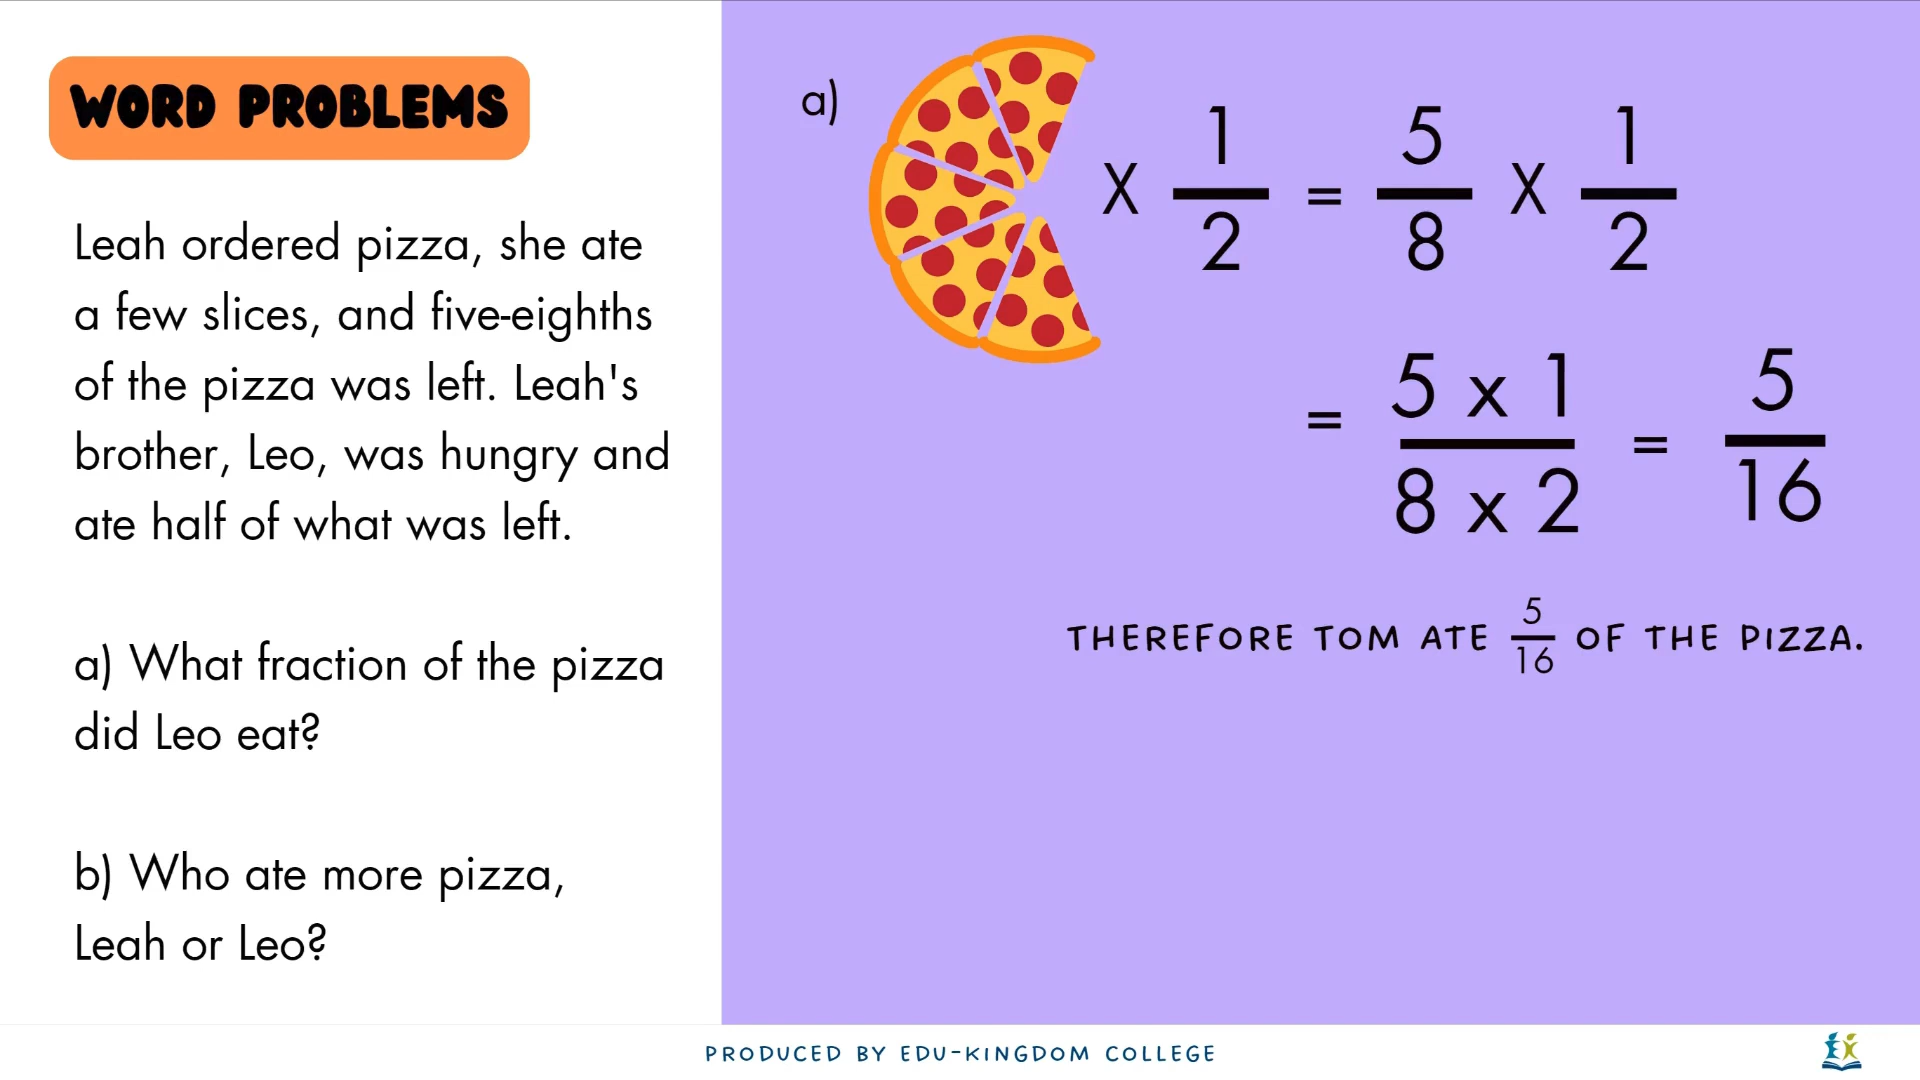 WORD PROBLEMS
Leah ordered pizza, she ate
a few slices, and five-eighths
of the pizza was left. Leah's
brother, Leo, was hungry and
ate half of what was left.
a) What fraction of the pizza
did Leo eat?
b) Who ate more pizza,
Leah or Leo?
a)
X 1/2 = 5/8 X 1/2
= 5 x 1 / 8 x 2 = 5/16
THEREFORE TOM ATE 5/16 OF THE PIZZA.
PRODUCED BY EDU-KINGDOM COLLEGE